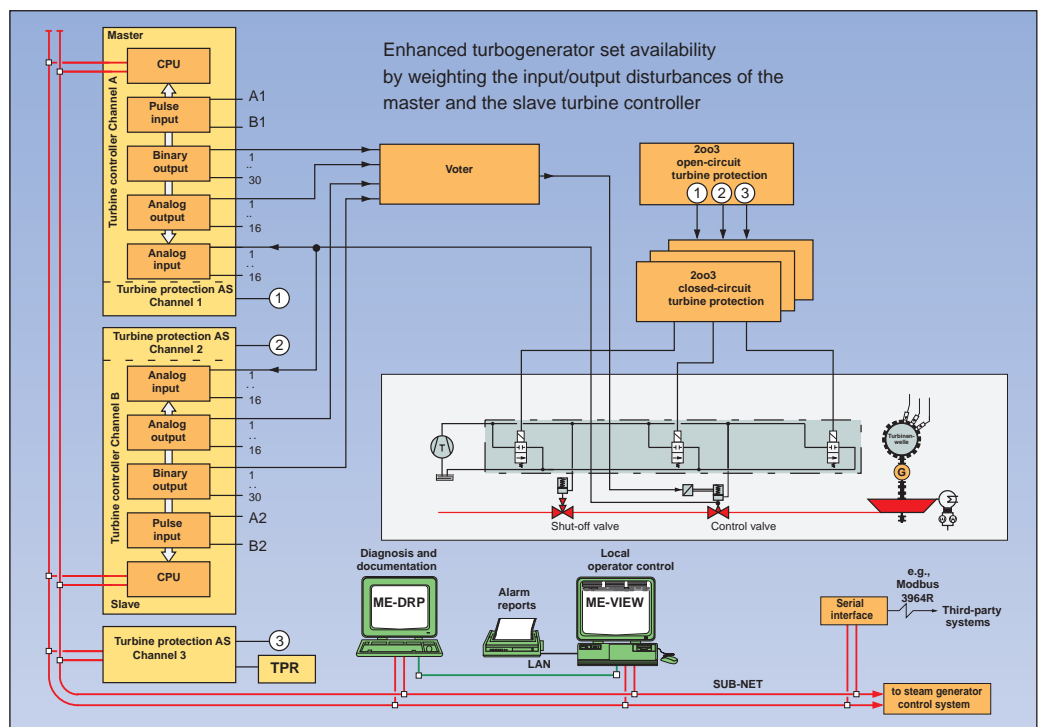 Enhanced turbogenerator set availability
by weighting the input/output disturbances of the
master and the slave turbine controller
Master
Turbine controller Channel A
CPU
Pulse
input
A1
B1
Binary
output
1
..
30
Analog
output
1
..
16
Analog
input
1
..
16
Turbine protection AS
Channel 1
1
Turbine protection AS
Channel 2
2
Turbine controller Channel B
Analog
input
1
..
16
Analog
output
1
..
16
Binary
output
1
..
30
Pulse
input
A2
B2
CPU
Slave
Turbine protection AS
Channel 3
3
TPR
Voter
2oo3
open-circuit
turbine protection
1 2 3
2oo3
closed-circuit
turbine protection
T
Turbinen-
welle
G
Shut-off valve
Control valve
Diagnosis and
documentation
ME-DRP
Alarm
reports
LAN
Local
operator control
ME-VIEW
Serial
interface
e.g.,
Modbus
3964R
Third-party
systems
SUB-NET
to steam generator
control system